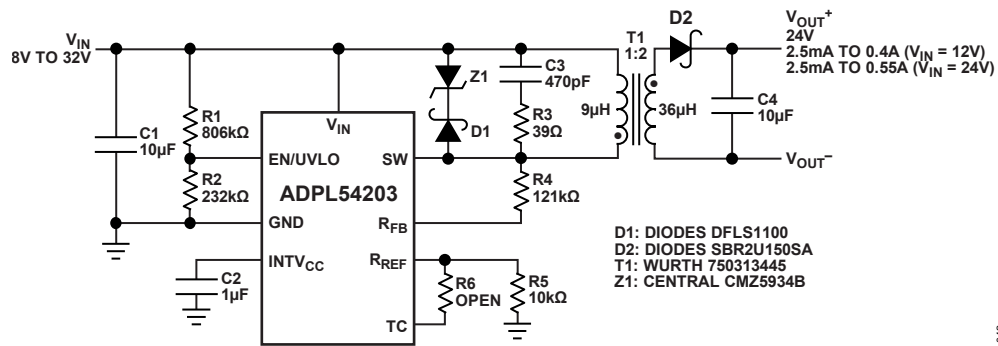 VIN
8V TO 32V
C1
10µF
R1
806kΩ
R2
232kΩ
C2
1µF
VIN
EN/UVLO
SW
ADPL54203
GND
RFB
INTVCC
RREF
TC
Z1
D1
C3
470pF
R3
39Ω
R4
121kΩ
R6
OPEN
R5
10kΩ
T1
1:2
9µH
36µH
D2
C4
10µF
VOUT+
24V
2.5mA TO 0.4A (VIN = 12V)
2.5mA TO 0.55A (VIN = 24V)
VOUT–
D1: DIODES DFLS1100
D2: DIODES SBR2U150SA
T1: WURTH 750313445
Z1: CENTRAL CMZ5934B